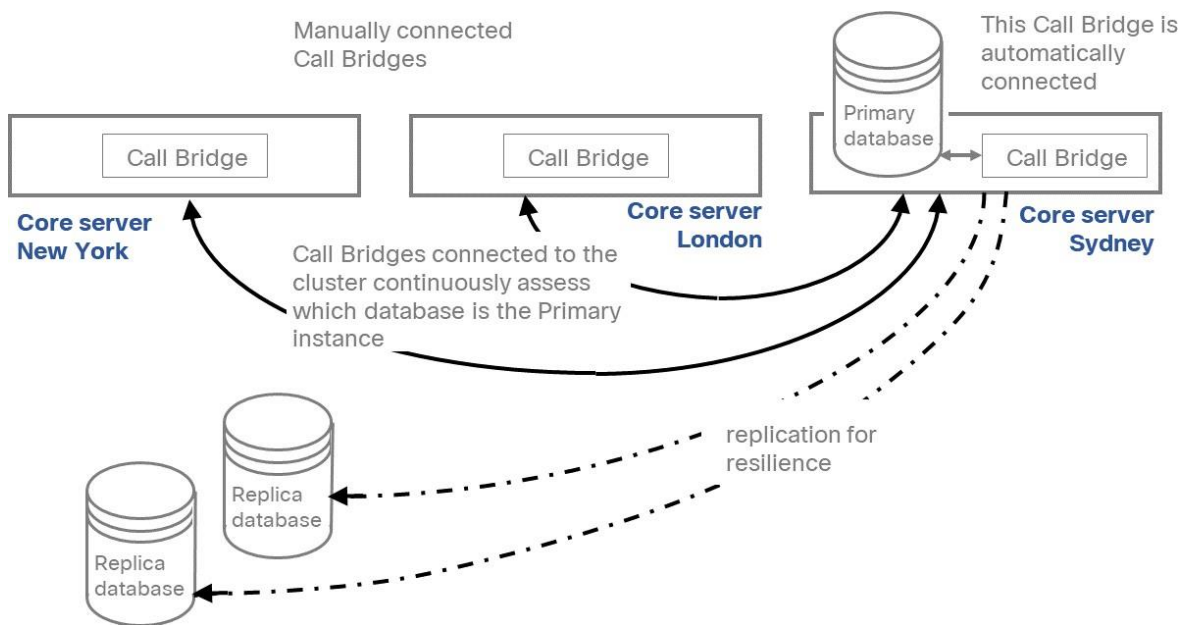 Manually connected
Call Bridges
This Call Bridge is
automatically
connected
Primary
database
Call Bridge
Call Bridge
Call Bridge
Core server
New York
Core server
London
Core server
Sydney
Call Bridges connected to the
cluster continuously assess
which database is the Primary
instance
replication for
resilience
Replica
database
Replica
database